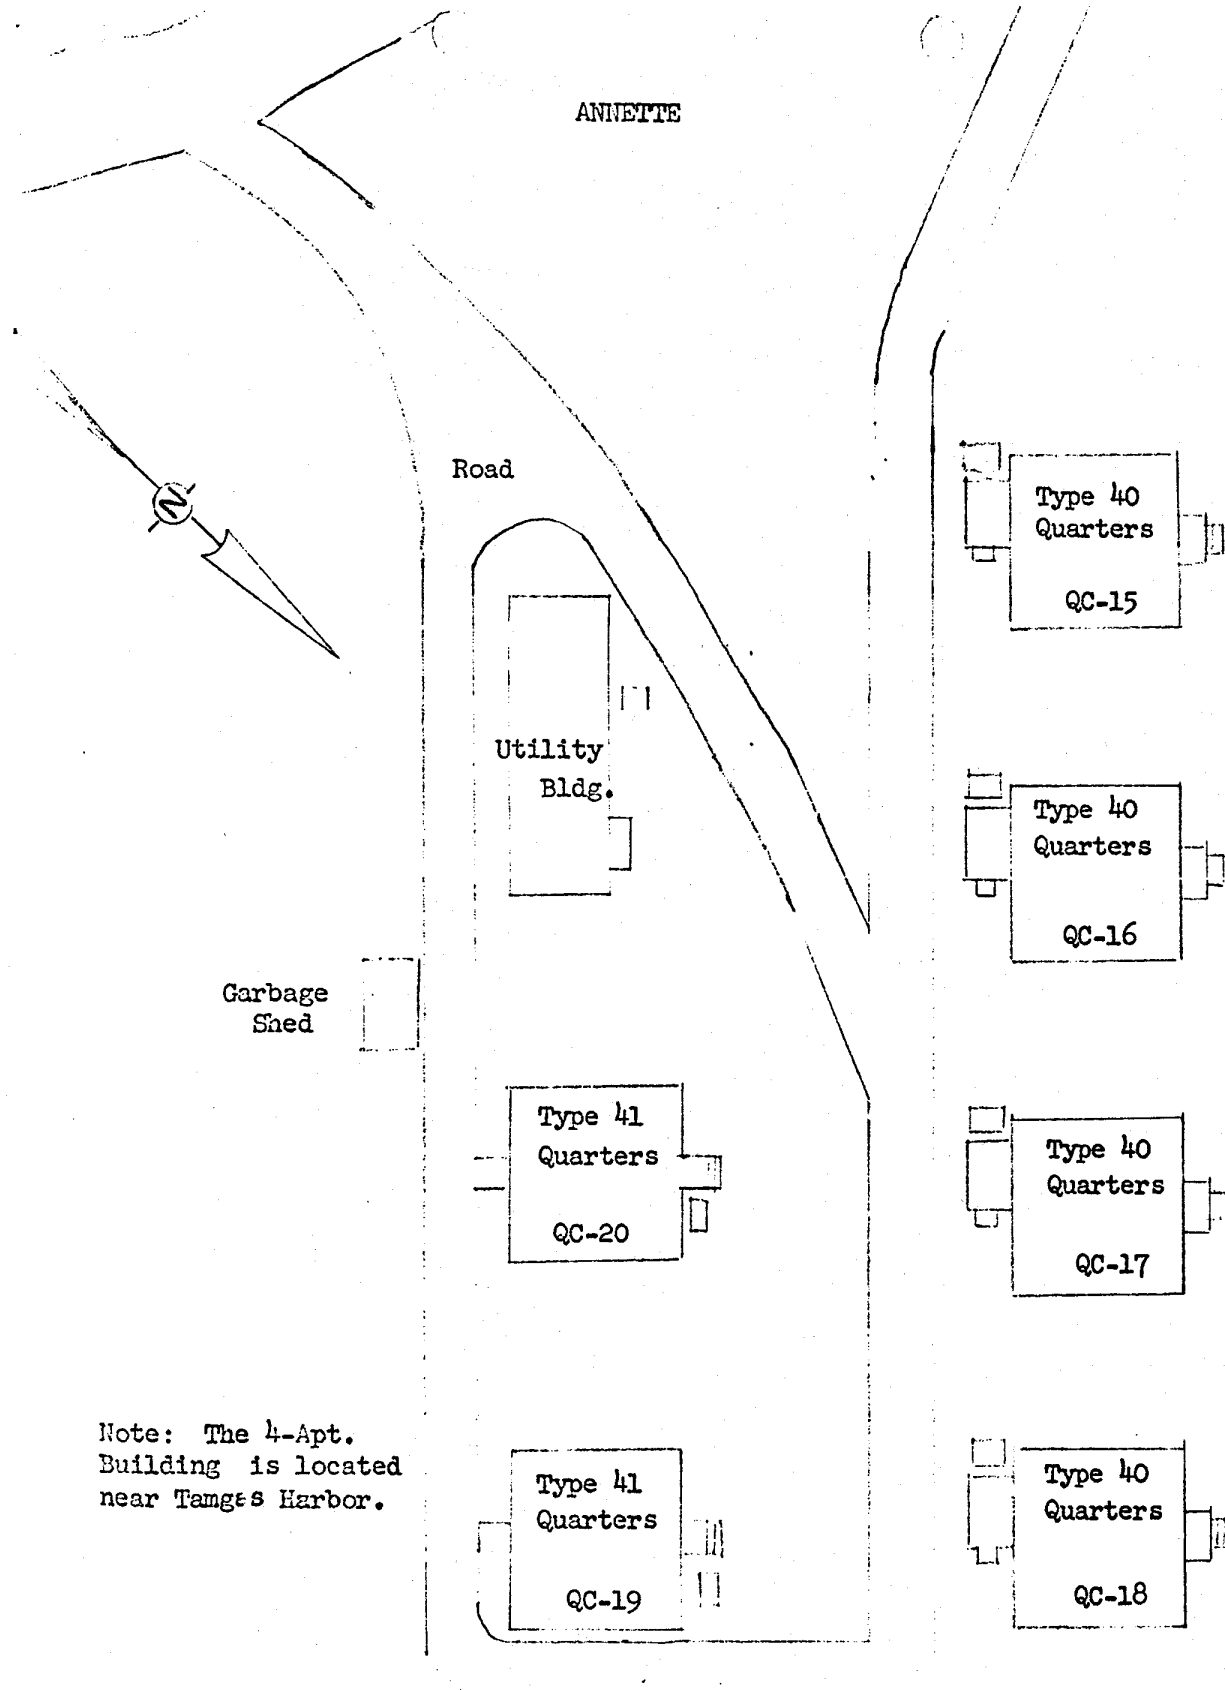 ANNETTE
Road
N
Type 40
Quarters
QC-15
Utility
Bldg.
Type 40
Quarters
QC-16
Garbage
Shed
Type 41
Quarters
QC-20
Type 40
Quarters
QC-17
Note: The 4-Apt.
Building is located
near Tamgas Harbor.
Type 41
Quarters
QC-19
Type 40
Quarters
QC-18